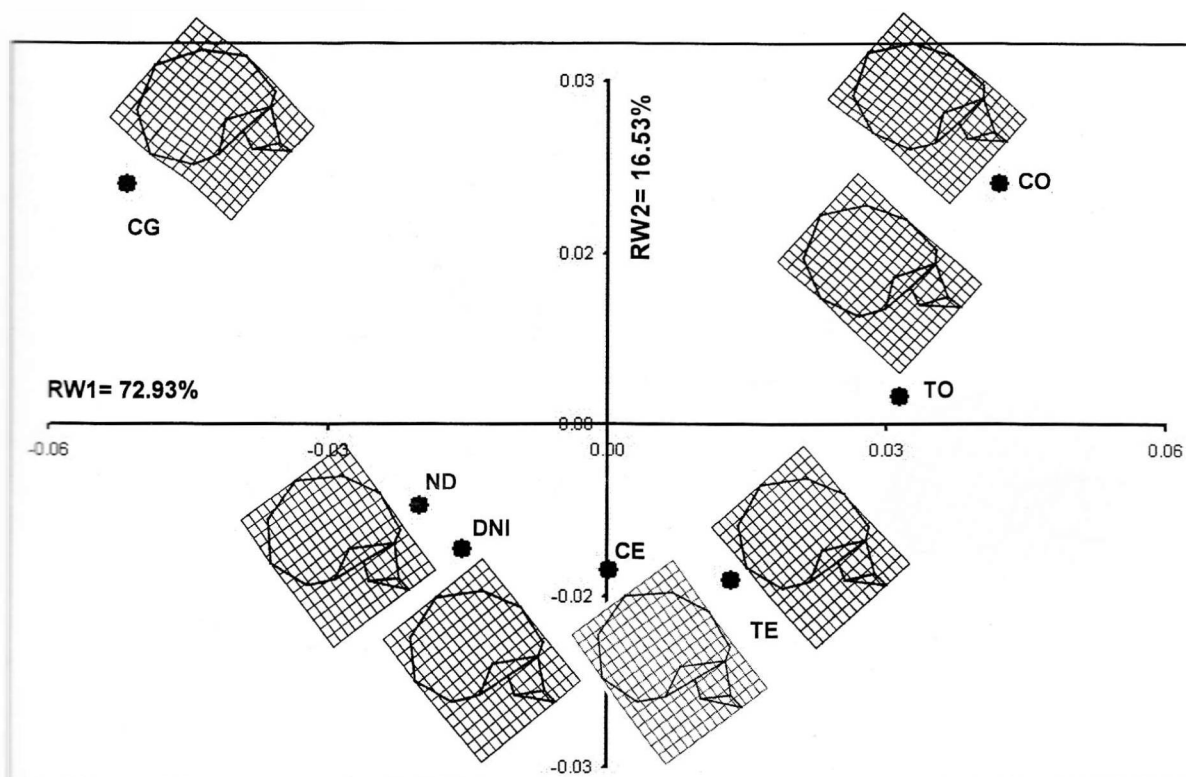 0.03
RW2= 16.53%
CO
CG
0.02
RW1= 72.93%
TO
-0.06
-0.03
0.00
0.00
0.03
0.06
ND
DNI
CE
-0.02
TE
-0.03